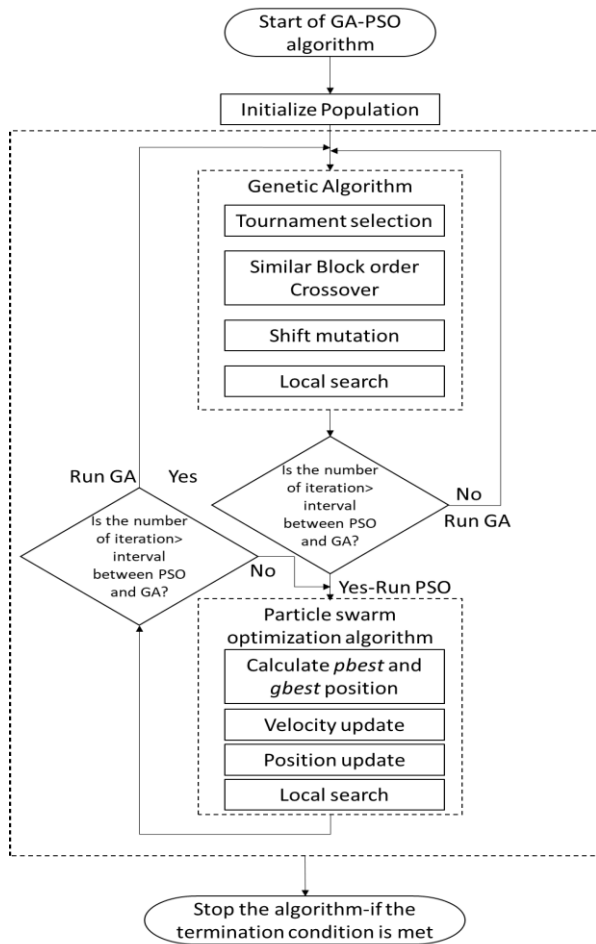 Start of GA-PSO
algorithm
Initialize Population
Genetic Algorithm
Tournament selection
Similar Block order
Crossover
Shift mutation
Local search
Is the number
of iteration>
interval
between PSO
and GA?
No
Run GA
Yes-Run PSO
Run GA
Yes
Is the number
of iteration>
interval
between PSO
and GA?
No
Particle swarm
optimization algorithm
Calculate pbest and
gbest position
Velocity update
Position update
Local search
Stop the algorithm-if the
termination condition is met